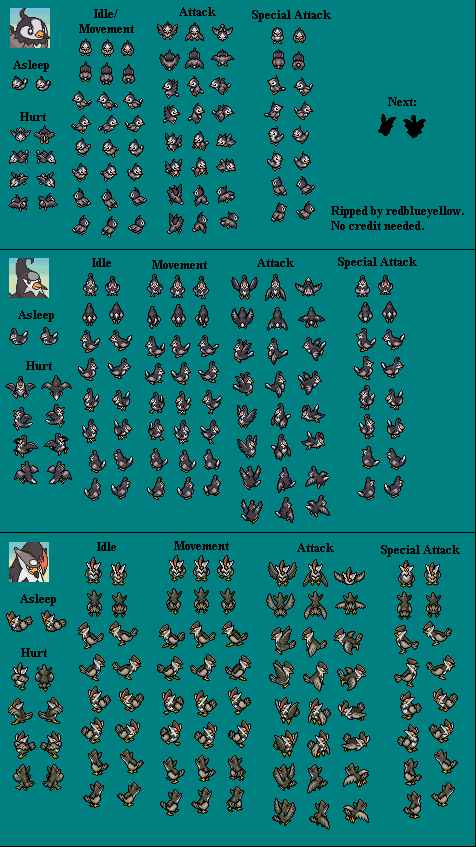 Idle/
Movement
Attack
Special Attack
Asleep
Hurt
Next:
Ripped by redblueyellow.
No credit needed.
Idle
Movement
Attack
Special Attack
Asleep
Hurt
Idle
Movement
Attack
Special Attack
Asleep
Hurt